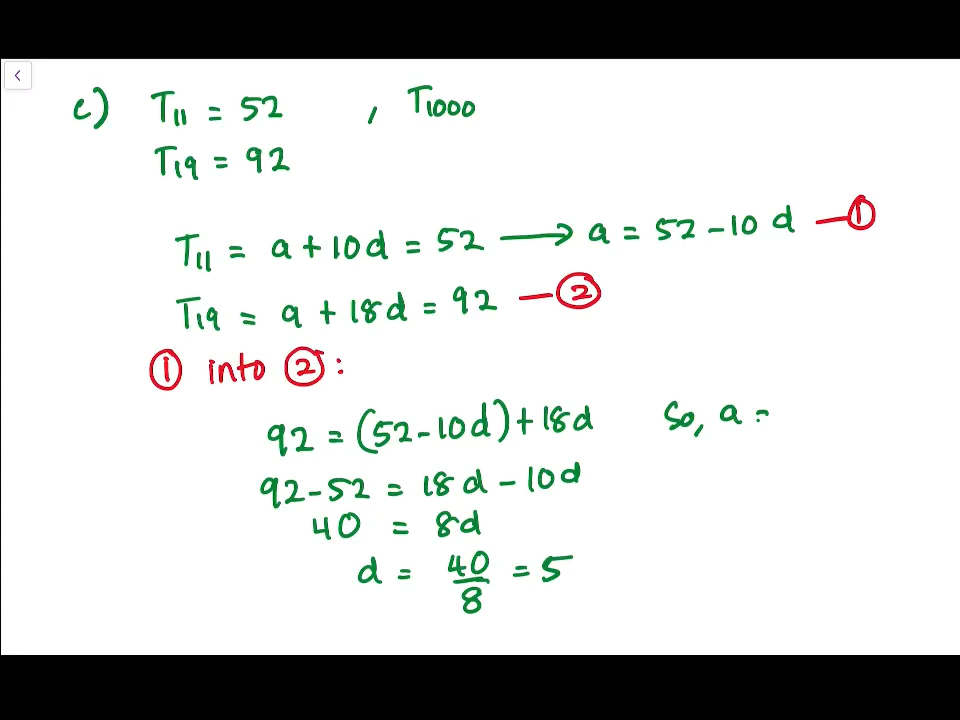 c) T₁₁ = 52 , T₁₀₀₀
T₁₉ = 92
T₁₁ = a + 10d = 52 ⟶ a = 52 - 10d — ①
T₁₉ = a + 18d = 92 — ②
① into ②:
92 = (52 - 10d) + 18d So, a =
92 - 52 = 18d - 10d
40 = 8d
d = 40/8 = 5